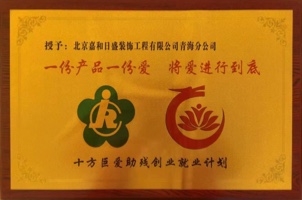 授予：北京嘉和日盛装饰工程有限公司青海分公司
一份产品一份爱 将爱进行到底
十方巨爱助残创业就业计划